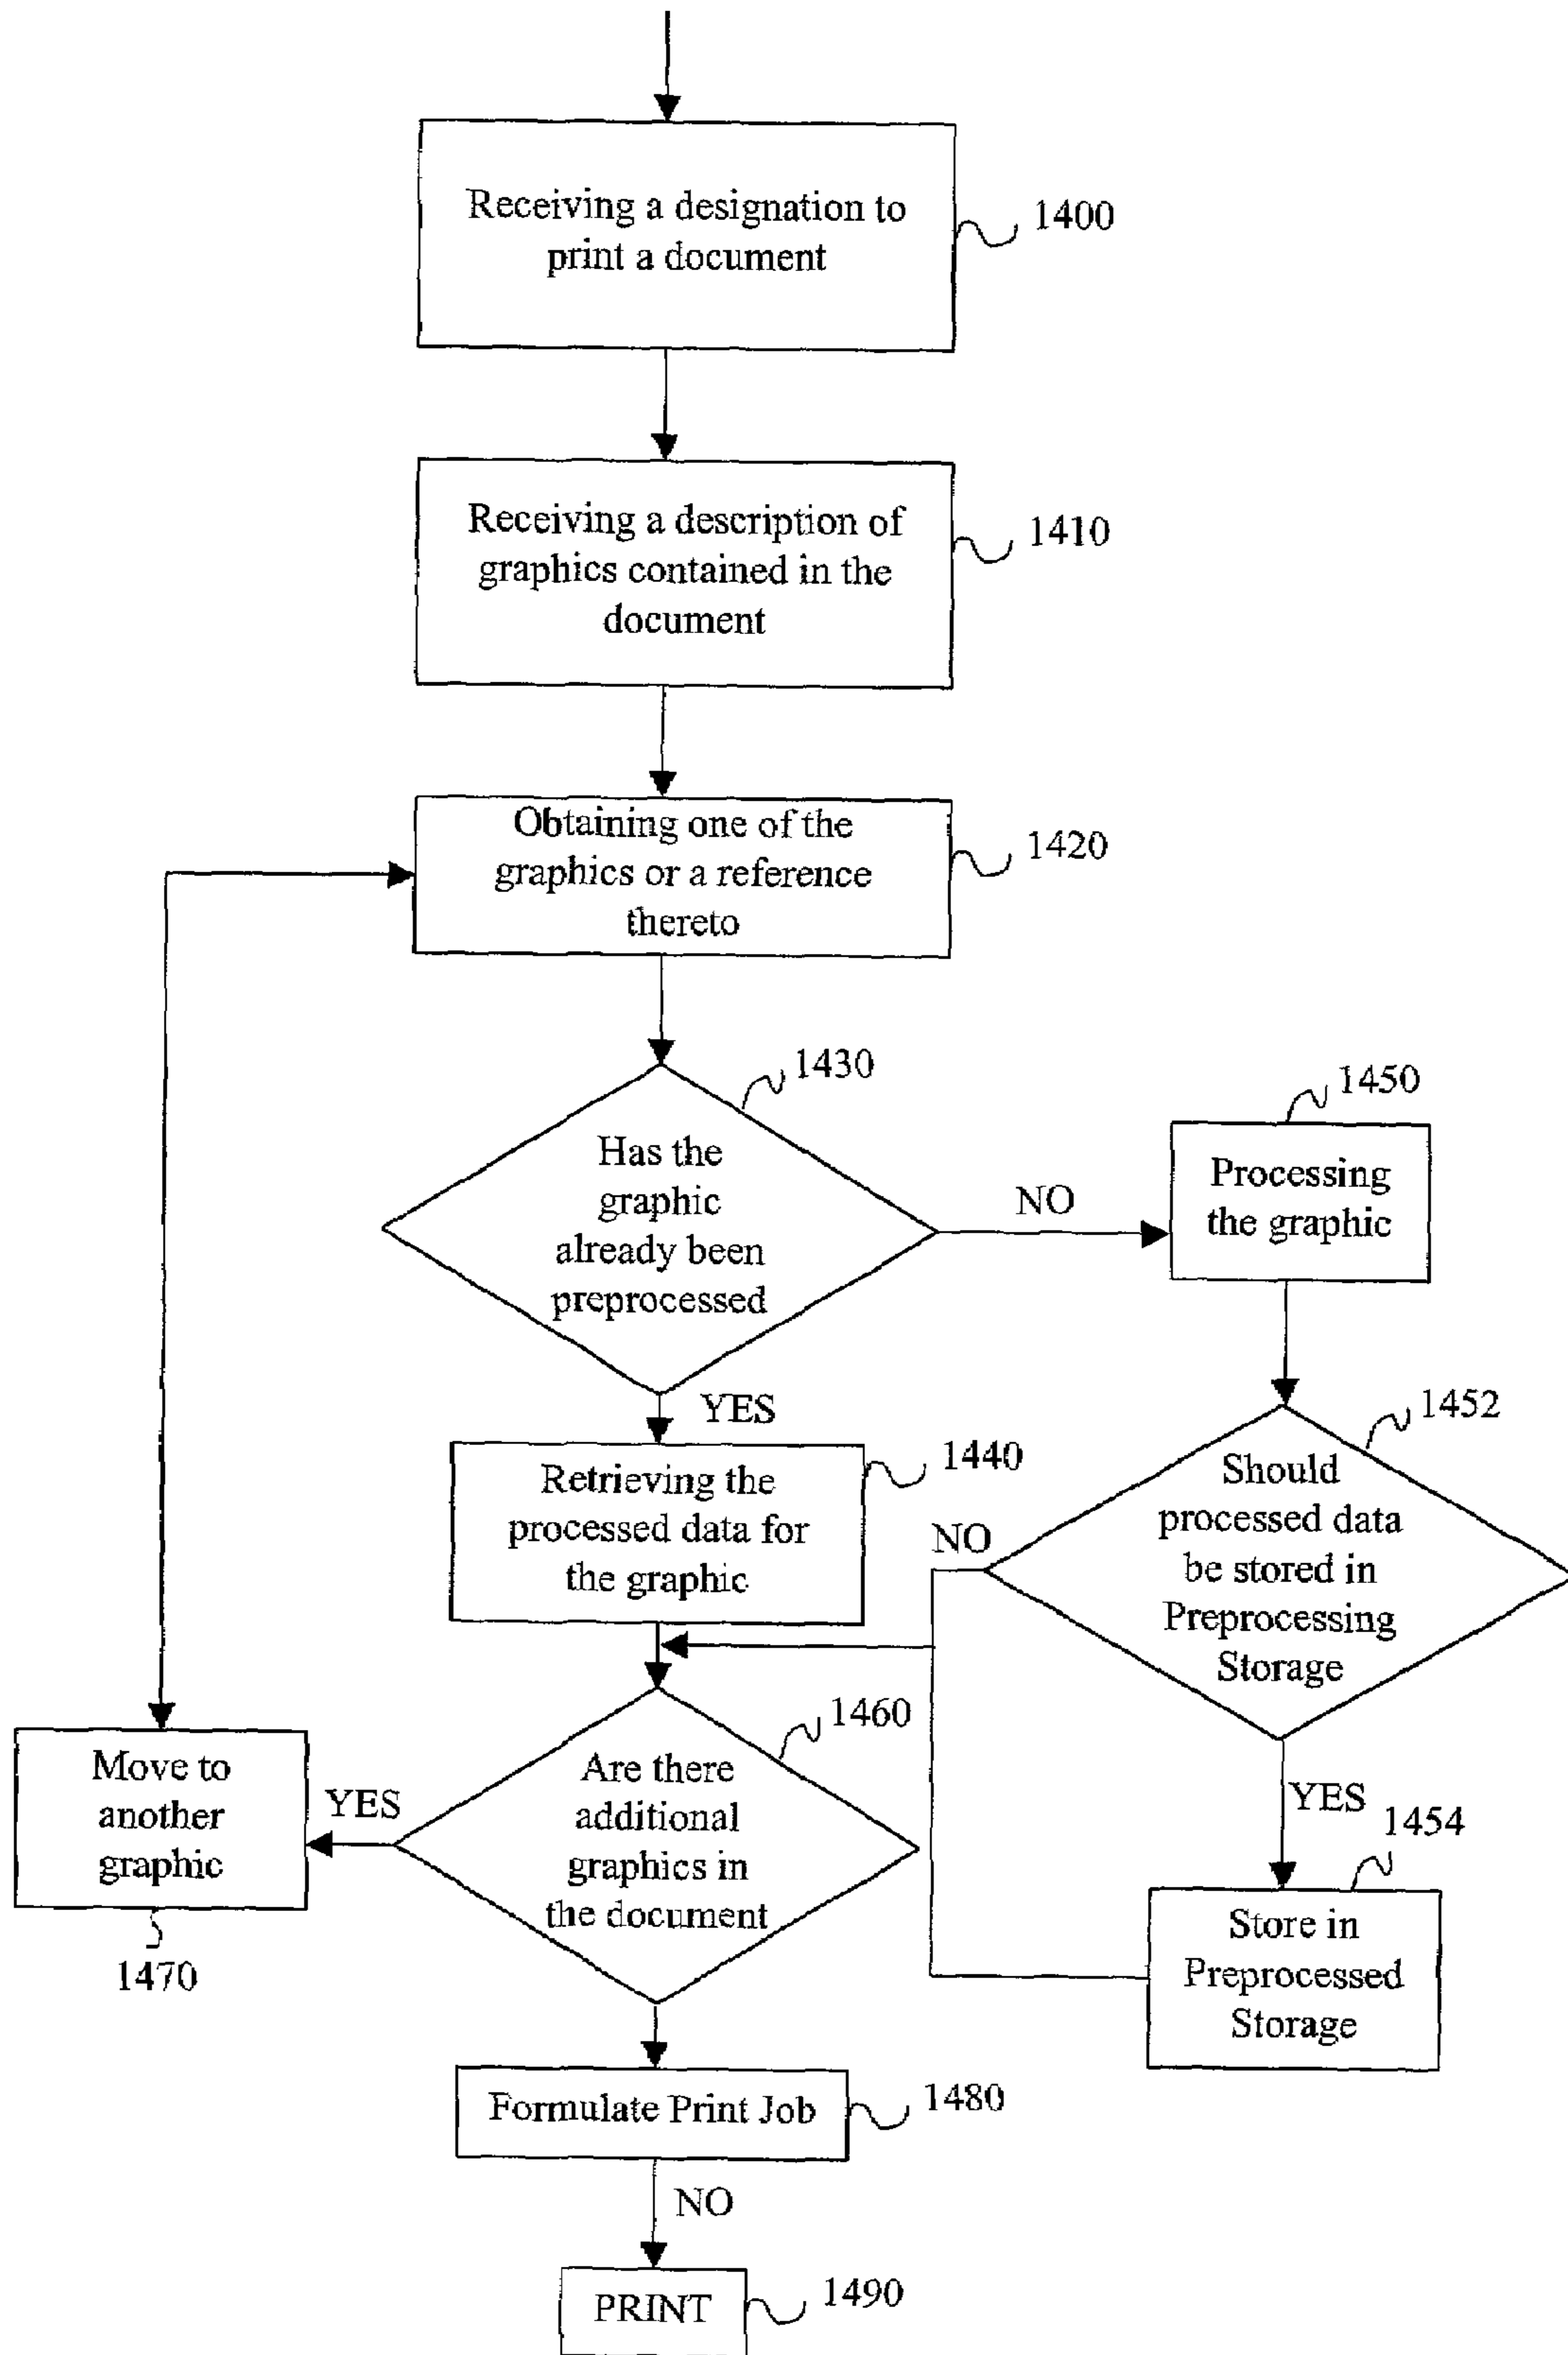 Receiving a designation to
print a document
1400
Receiving a description of
graphics contained in the
document
1410
Obtaining one of the
graphics or a reference
thereto
1420
1430
Has the
graphic
already been
preprocessed
NO
1450
Processing
the graphic
YES
1440
Retrieving the
processed data for
the graphic
1452
Should
processed data
be stored in
Preprocessing
Storage
NO
1460
Are there
additional
graphics in
the document
YES
Move to
another
graphic
1470
YES
1454
Store in
Preprocessed
Storage
Formulate Print Job
1480
NO
PRINT
1490